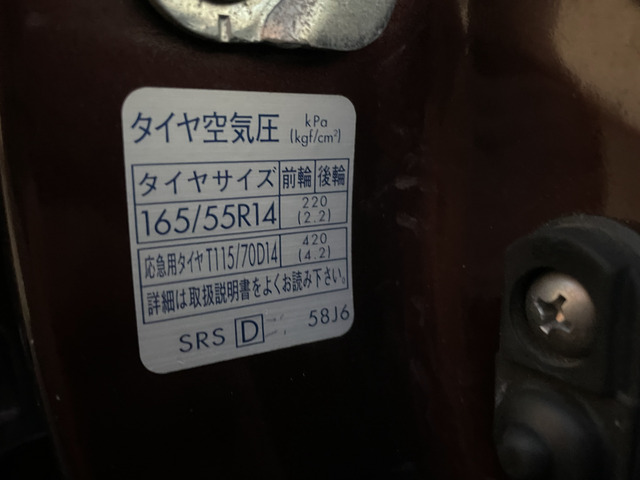 タイヤ空気圧 kPa (kgf/cm²)
タイヤサイズ 前輪 後輪
165/55R14 220 (2.2)
応急用タイヤT115/70D14 420 (4.2)
詳細は取扱説明書をよくお読み下さい。
SRS D 58J6